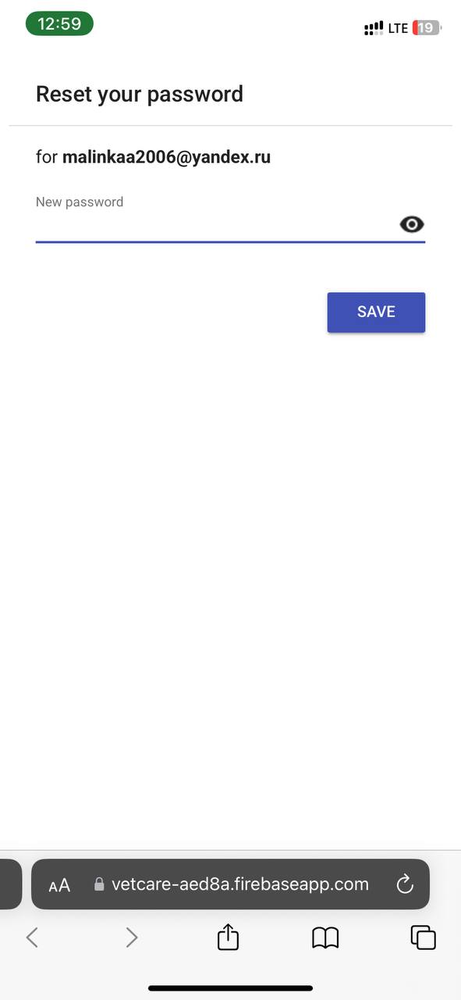 12:59
LTE 19
Reset your password
for malinkaa2006@yandex.ru
New password
SAVE
AA vetcare-aed8a.firebaseapp.com